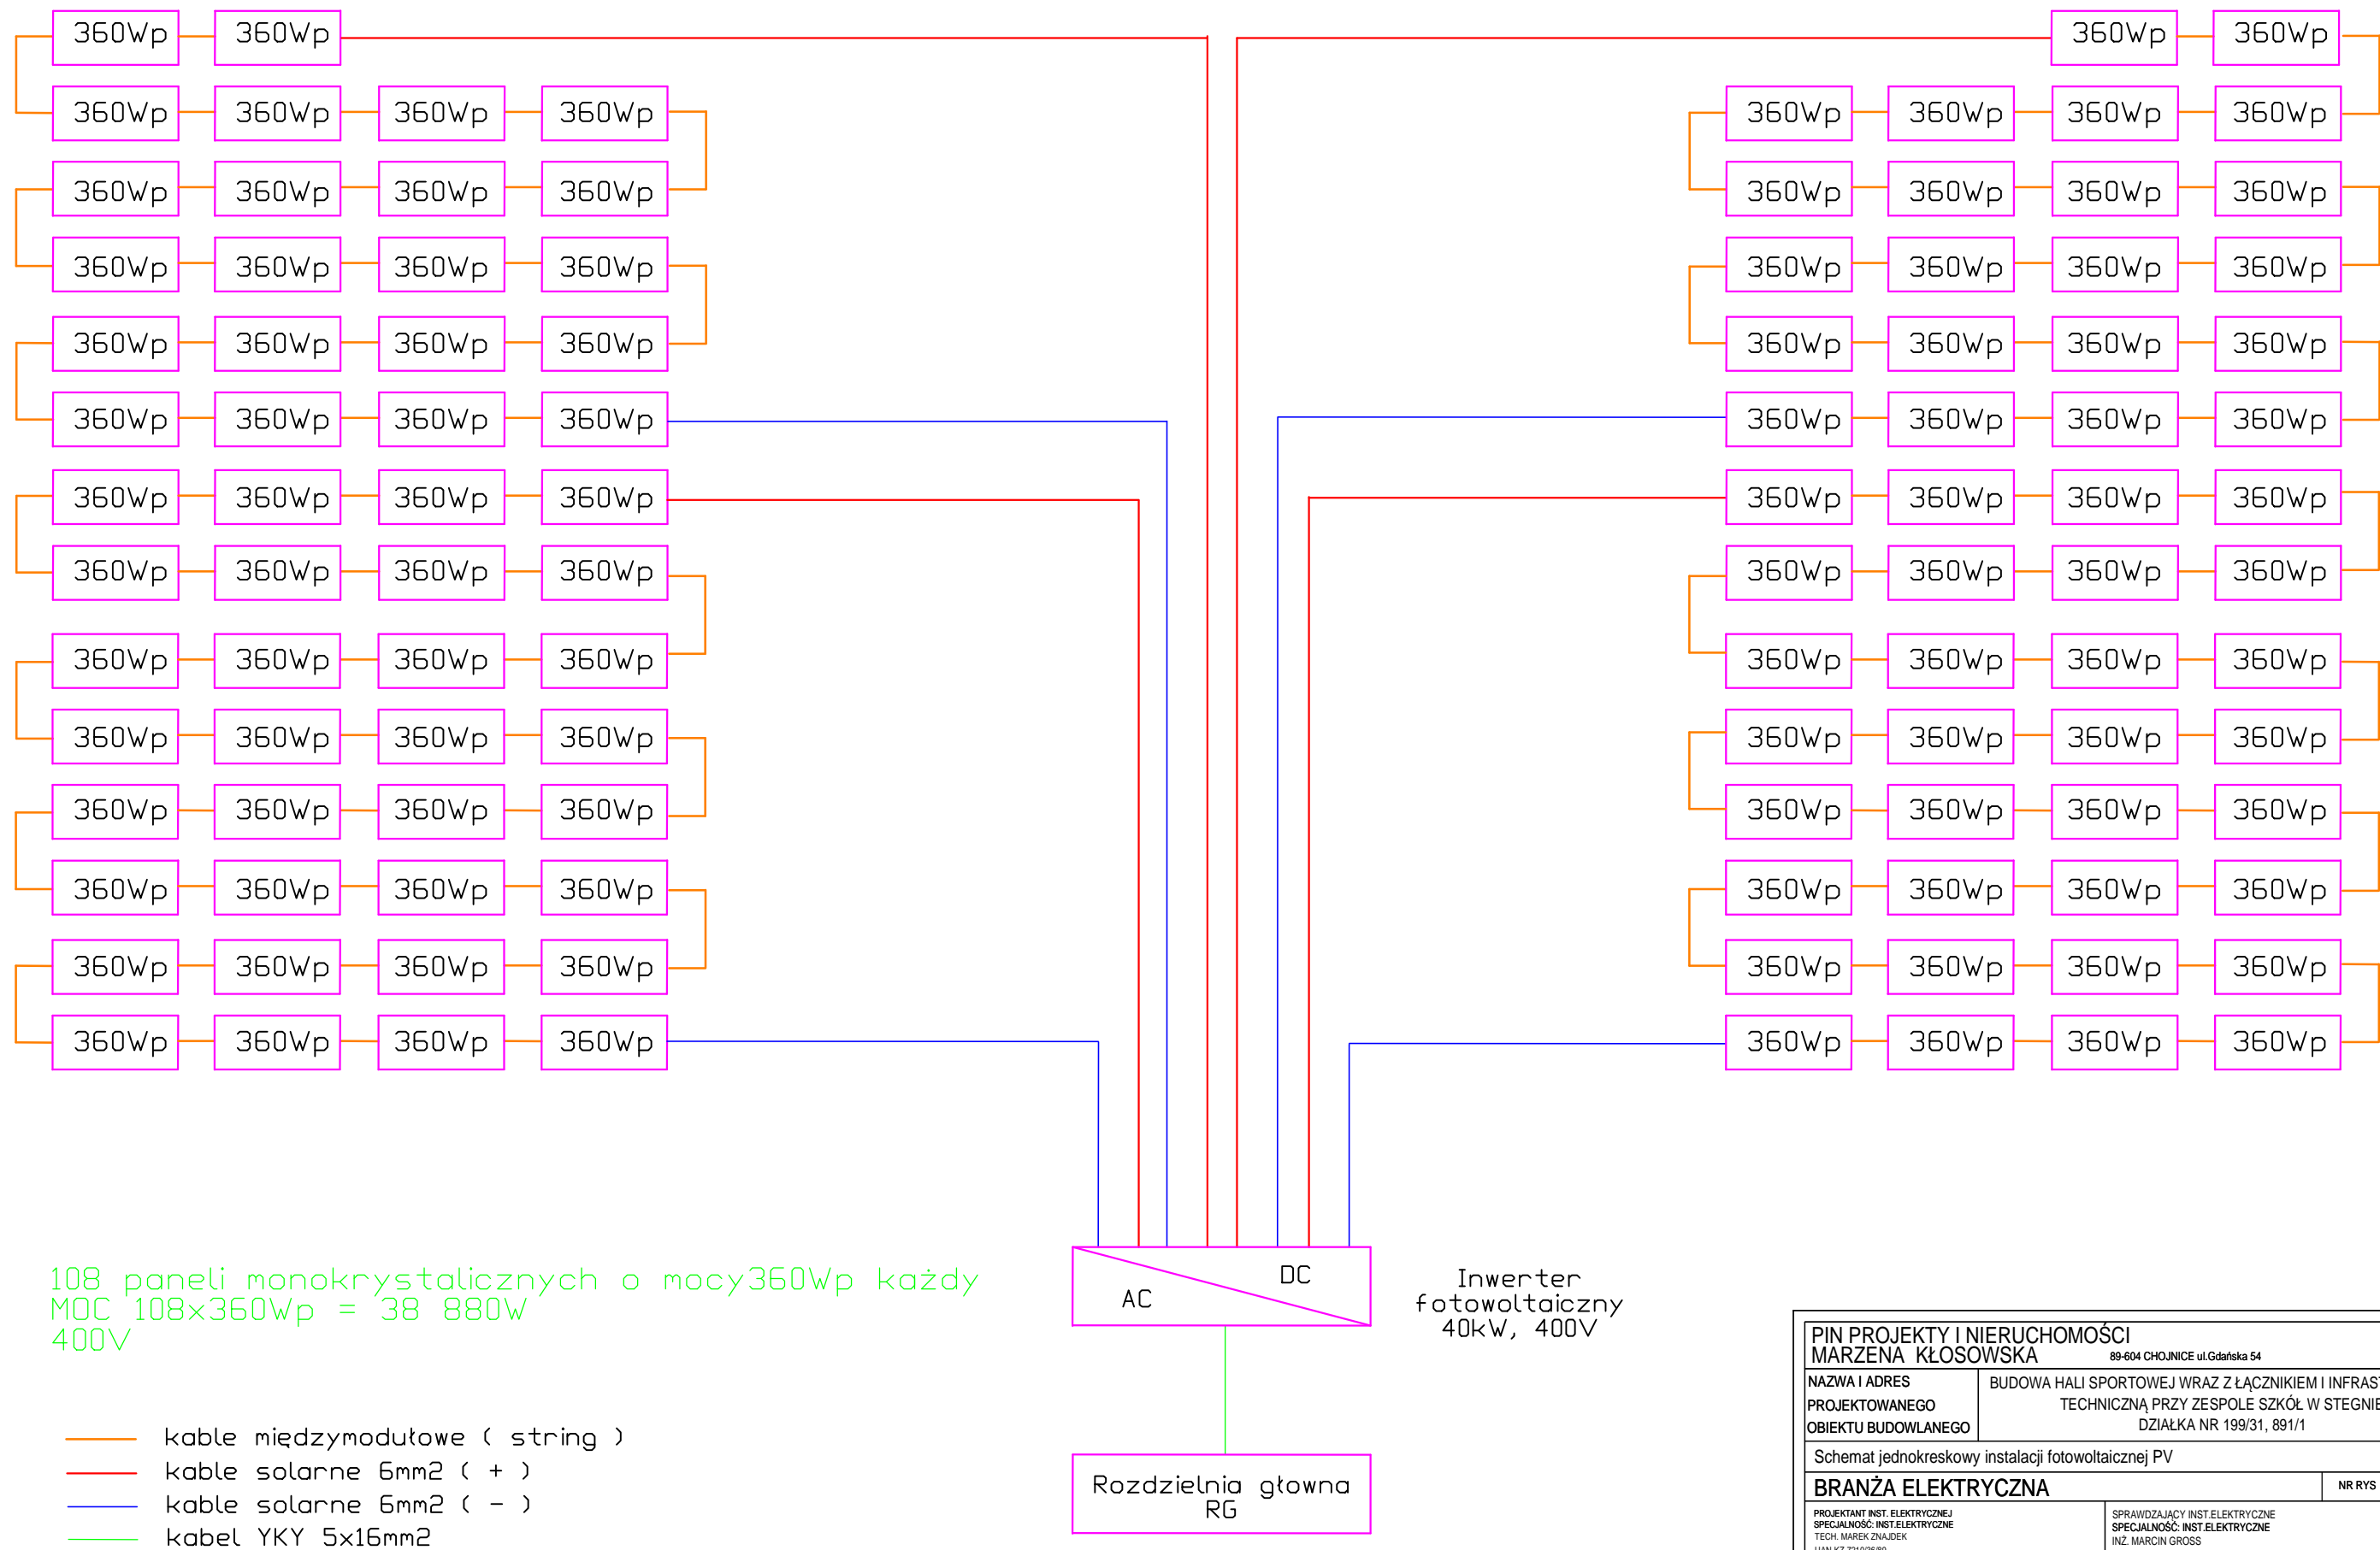 360Wp 360Wp 360Wp 360Wp
360Wp 360Wp 360Wp 360Wp 360Wp 360Wp 360Wp 360Wp
360Wp 360Wp 360Wp 360Wp 360Wp 360Wp 360Wp 360Wp
360Wp 360Wp 360Wp 360Wp 360Wp 360Wp 360Wp 360Wp
360Wp 360Wp 360Wp 360Wp 360Wp 360Wp 360Wp 360Wp
360Wp 360Wp 360Wp 360Wp 360Wp 360Wp 360Wp 360Wp
360Wp 360Wp 360Wp 360Wp 360Wp 360Wp 360Wp 360Wp
360Wp 360Wp 360Wp 360Wp 360Wp 360Wp 360Wp 360Wp
360Wp 360Wp 360Wp 360Wp 360Wp 360Wp 360Wp 360Wp
360Wp 360Wp 360Wp 360Wp 360Wp 360Wp 360Wp 360Wp
360Wp 360Wp 360Wp 360Wp 360Wp 360Wp 360Wp 360Wp
360Wp 360Wp 360Wp 360Wp 360Wp 360Wp 360Wp 360Wp
360Wp 360Wp 360Wp 360Wp 360Wp 360Wp 360Wp 360Wp
360Wp 360Wp 360Wp 360Wp 360Wp 360Wp 360Wp 360Wp
108 paneli monokrystalicznych o mocy360Wp każdy
MOC 108x360Wp = 38 880W
400V
DC
AC
Inwerter
fotowoltaiczny
40kW, 400V
kable międzymodułowe ( string )
kable solarne 6mm2 ( + )
kable solarne 6mm2 ( - )
kabel YKY 5x16mm2
Rozdzielnia głowna
RG
PIN PROJEKTY I NIERUCHOMOŚCI
MARZENA KŁOSOWSKA 89-604 CHOJNICE ul.Gdańska 54
NAZWA I ADRES
PROJEKTOWANEGO
OBIEKTU BUDOWLANEGO
BUDOWA HALI SPORTOWEJ WRAZ Z ŁĄCZNIKIEM I INFRAS
TECHNICZNĄ PRZY ZESPOLE SZKÓŁ W STEGNIE
DZIAŁKA NR 199/31, 891/1
Schemat jednokreskowy instalacji fotowoltaicznej PV
BRANŻA ELEKTRYCZNA NR RYS
PROJEKTANT INST. ELEKTRYCZNEJ
SPECJALNOŚĆ: INST.ELEKTRYCZNE
TECH. MAREK ZNAJDEK
SPRAWDZAJĄCY INST.ELEKTRYCZNE
SPECJALNOŚĆ: INST.ELEKTRYCZNE
INŻ. MARCIN GROSS